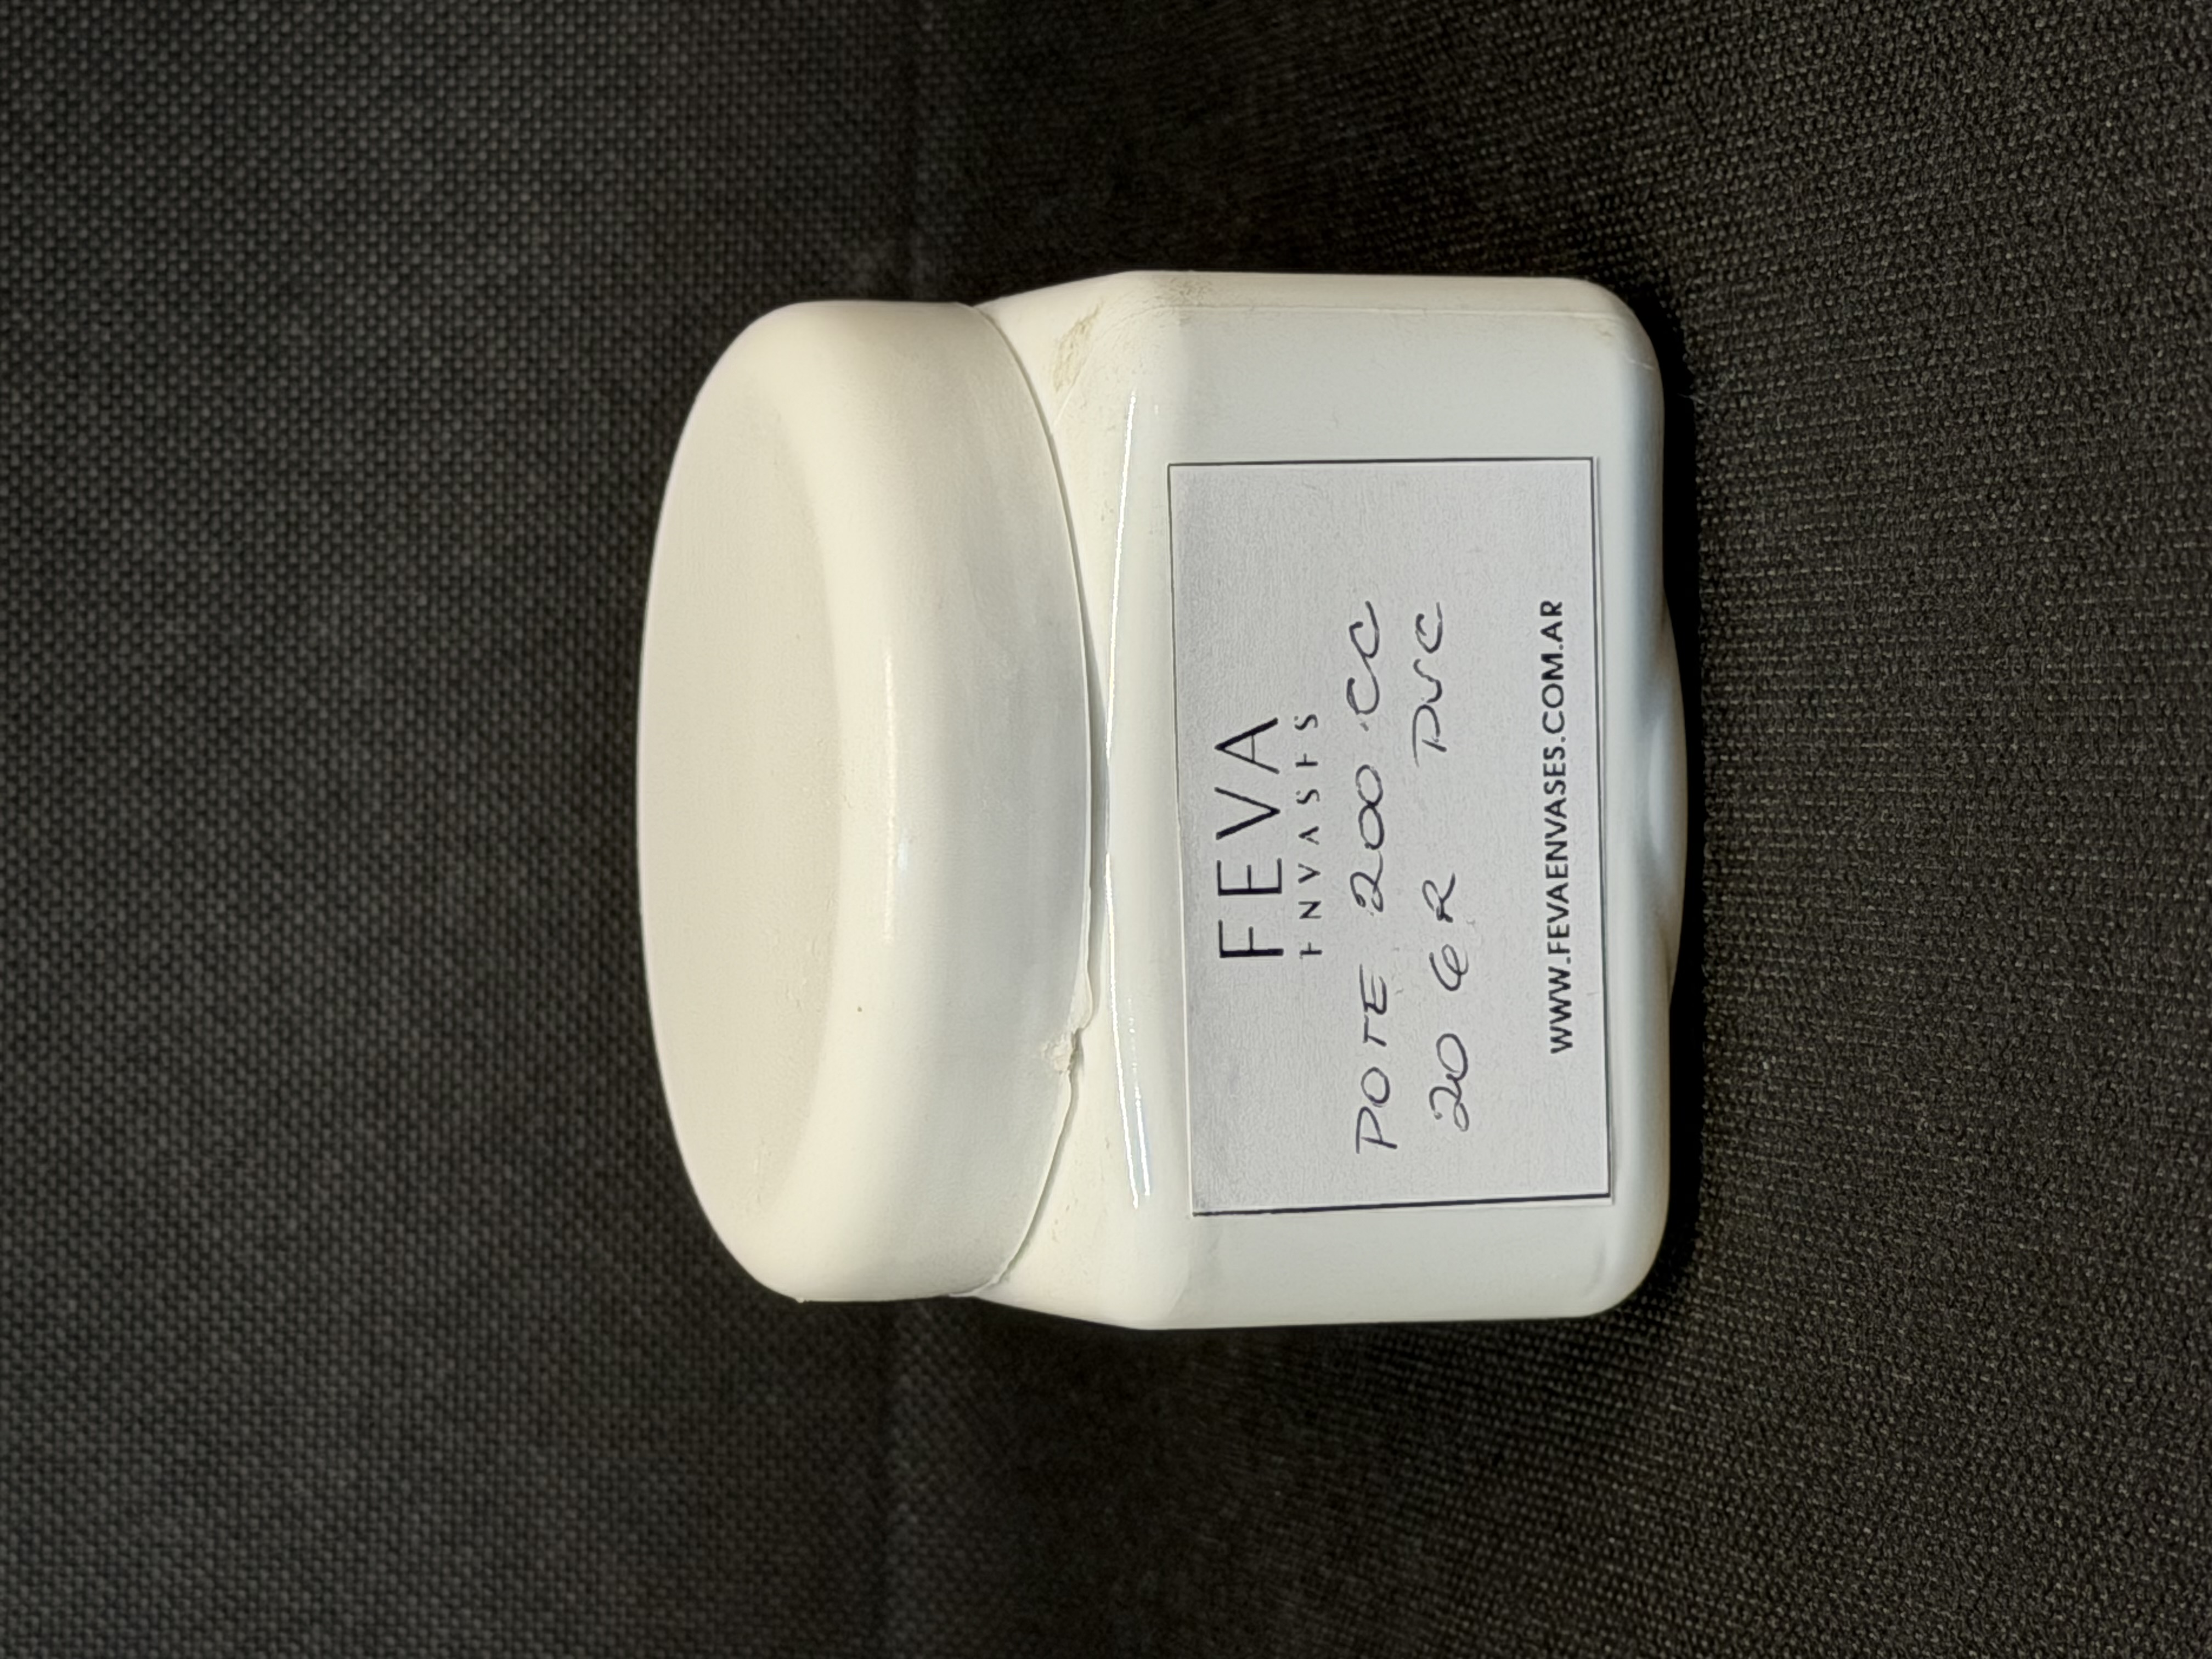 FEVA
ENVASES
POTE 200 CC
20 GR PVC
WWW.FEVAENVASES.COM.AR